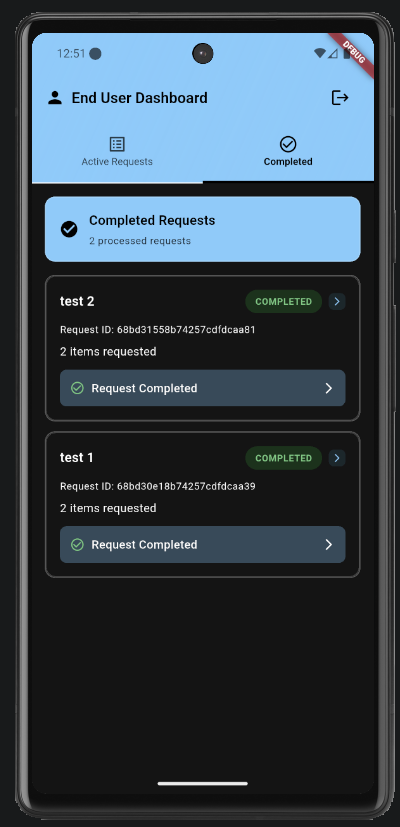 12:51
DEBUG
End User Dashboard
Active Requests
Completed
Completed Requests
2 processed requests
test 2
COMPLETED
Request ID: 68bd31558b74257cdfdcaa81
2 items requested
Request Completed
test 1
COMPLETED
Request ID: 68bd30e18b74257cdfdcaa39
2 items requested
Request Completed